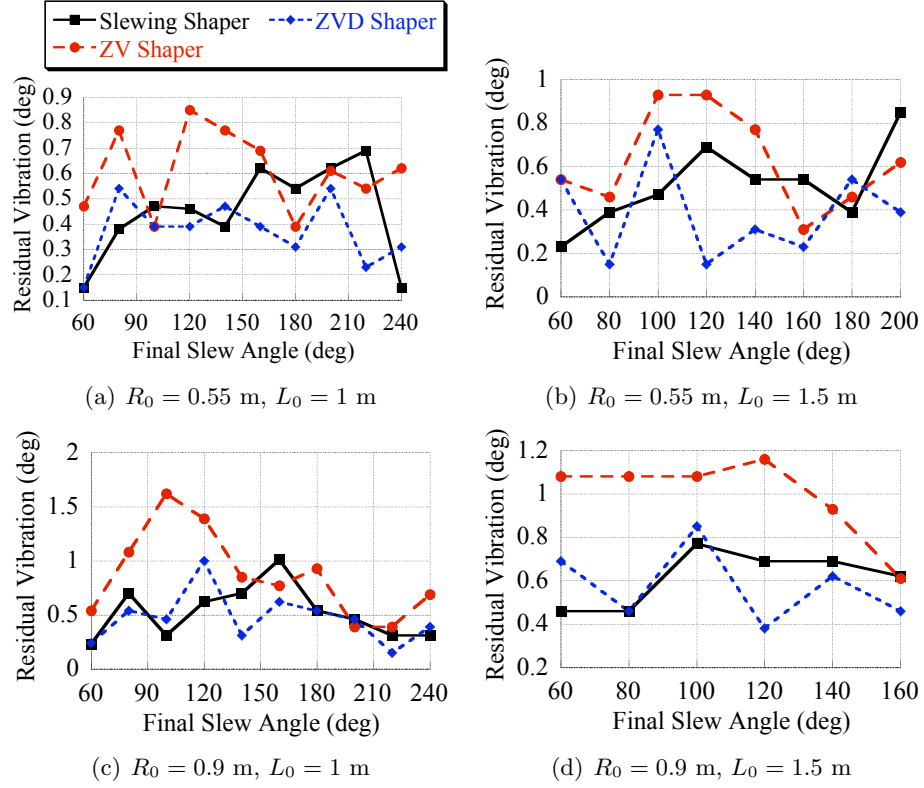 Slewing Shaper ZVD Shaper
ZV Shaper
Residual Vibration (deg)
0.9
0.8
0.7
0.6
0.5
0.4
0.3
0.2
0.1
60 90 120 150 180 210 240
Final Slew Angle (deg)
(a) R₀ = 0.55 m, L₀ = 1 m
Residual Vibration (deg)
1
0.8
0.6
0.4
0.2
0
60 80 100 120 140 160 180 200
Final Slew Angle (deg)
(b) R₀ = 0.55 m, L₀ = 1.5 m
Residual Vibration (deg)
2
1.5
1
0.5
0
60 90 120 150 180 210 240
Final Slew Angle (deg)
(c) R₀ = 0.9 m, L₀ = 1 m
Residual Vibration (deg)
1.2
1
0.8
0.6
0.4
0.2
60 80 100 120 140 160
Final Slew Angle (deg)
(d) R₀ = 0.9 m, L₀ = 1.5 m